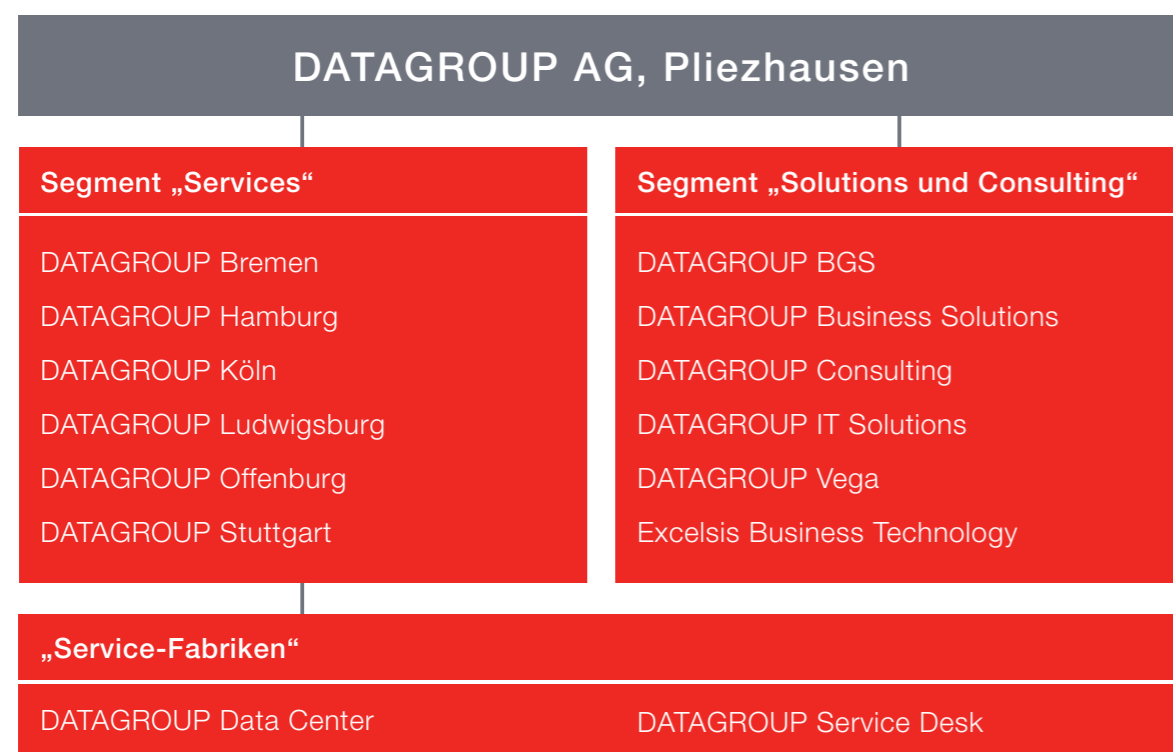 DATAGROUP AG, Pliezhausen
Segment „Services“
DATAGROUP Bremen
DATAGROUP Hamburg
DATAGROUP Köln
DATAGROUP Ludwigsburg
DATAGROUP Offenburg
DATAGROUP Stuttgart
Segment „Solutions und Consulting“
DATAGROUP BGS
DATAGROUP Business Solutions
DATAGROUP Consulting
DATAGROUP IT Solutions
DATAGROUP Vega
Excelsis Business Technology
„Service-Fabriken“
DATAGROUP Data Center
DATAGROUP Service Desk